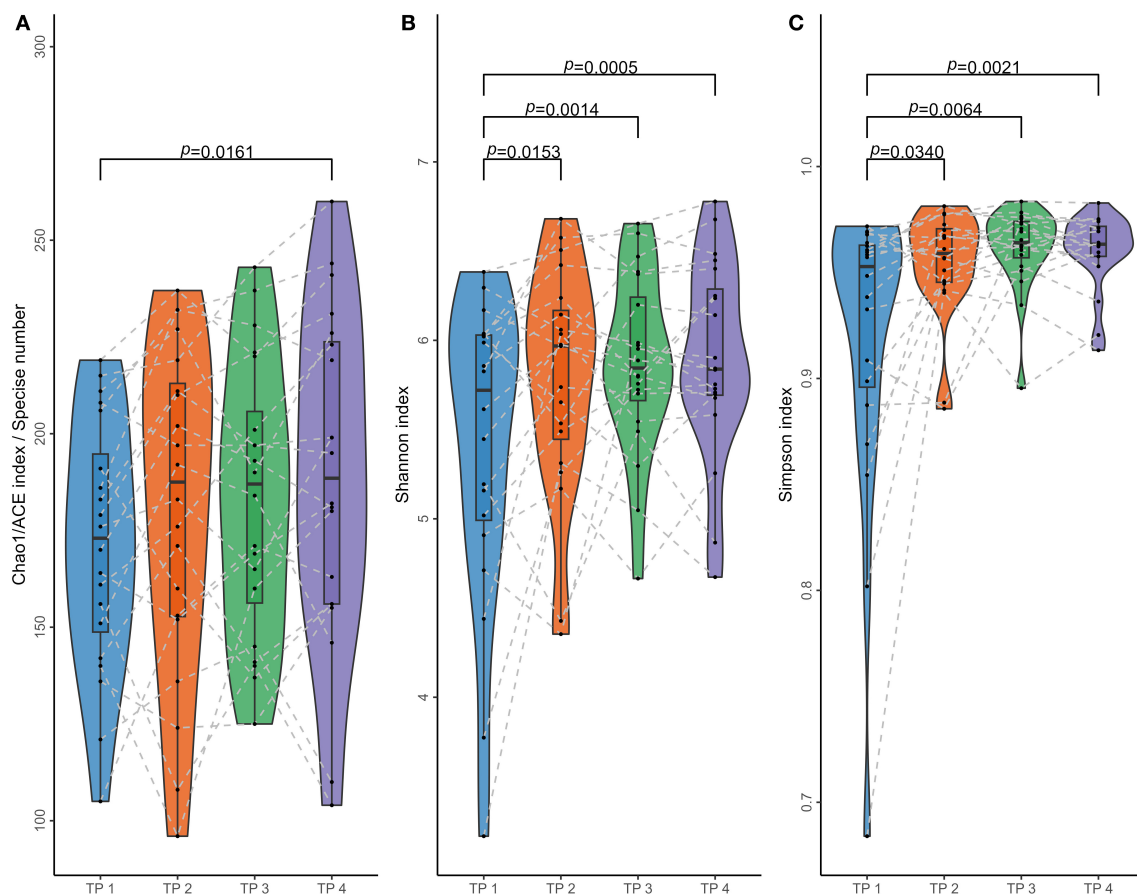 A
Chao1/ACE index / Specise number
300
250
200
150
100
p=0.0161
TP 1 TP 2 TP 3 TP 4
B
Shannon index
7
6
5
4
p=0.0005
p=0.0014
p=0.0153
TP 1 TP 2 TP 3 TP 4
C
Simpson index
1.0
0.9
0.8
0.7
p=0.0021
p=0.0064
p=0.0340
TP 1 TP 2 TP 3 TP 4